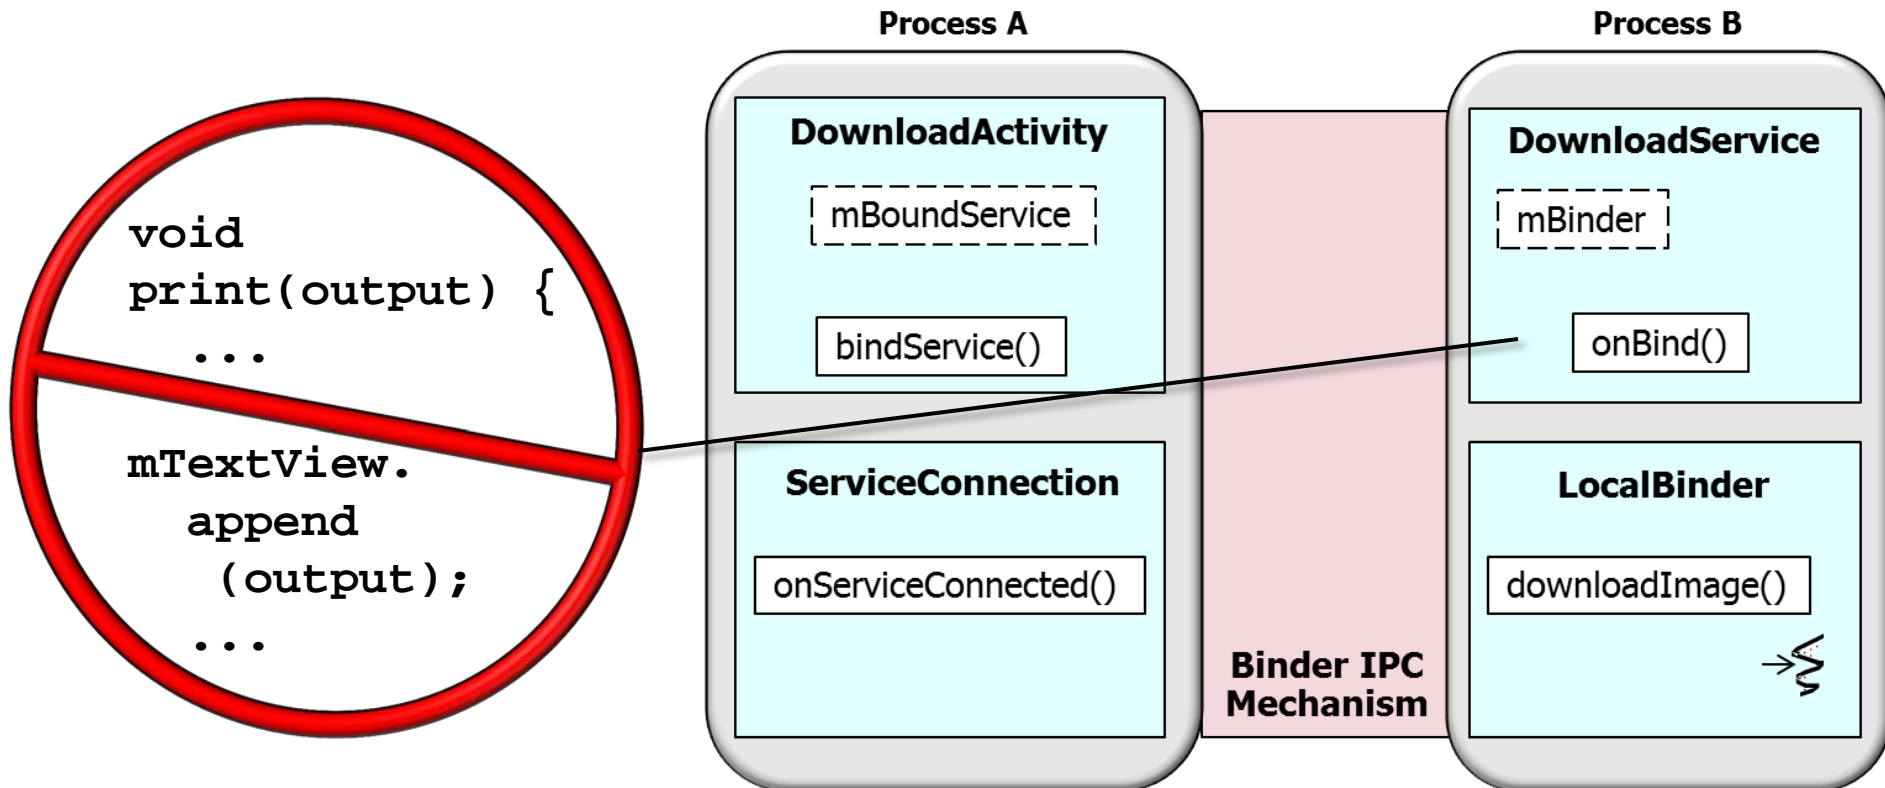 Process A
Process B
void
print(output) {
...
mTextView.
append
(output);
...
DownloadActivity
mBoundService
bindService()
ServiceConnection
onServiceConnected()
Binder IPC
Mechanism
DownloadService
mBinder
onBind()
LocalBinder
downloadImage()